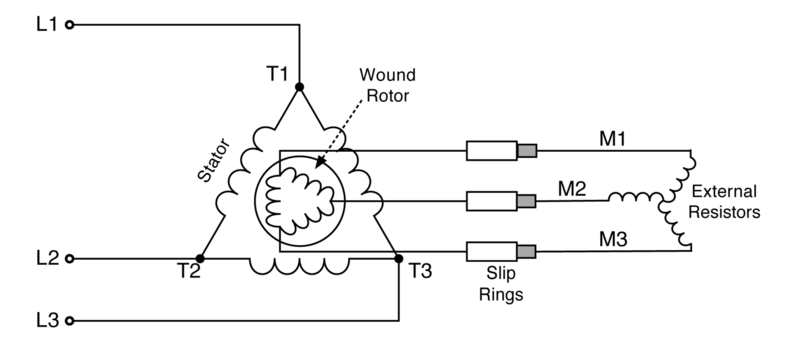 L1
T1
Wound
Rotor
Stator
M1
M2
External
Resistors
M3
L2
T2
T3
Slip
Rings
L3